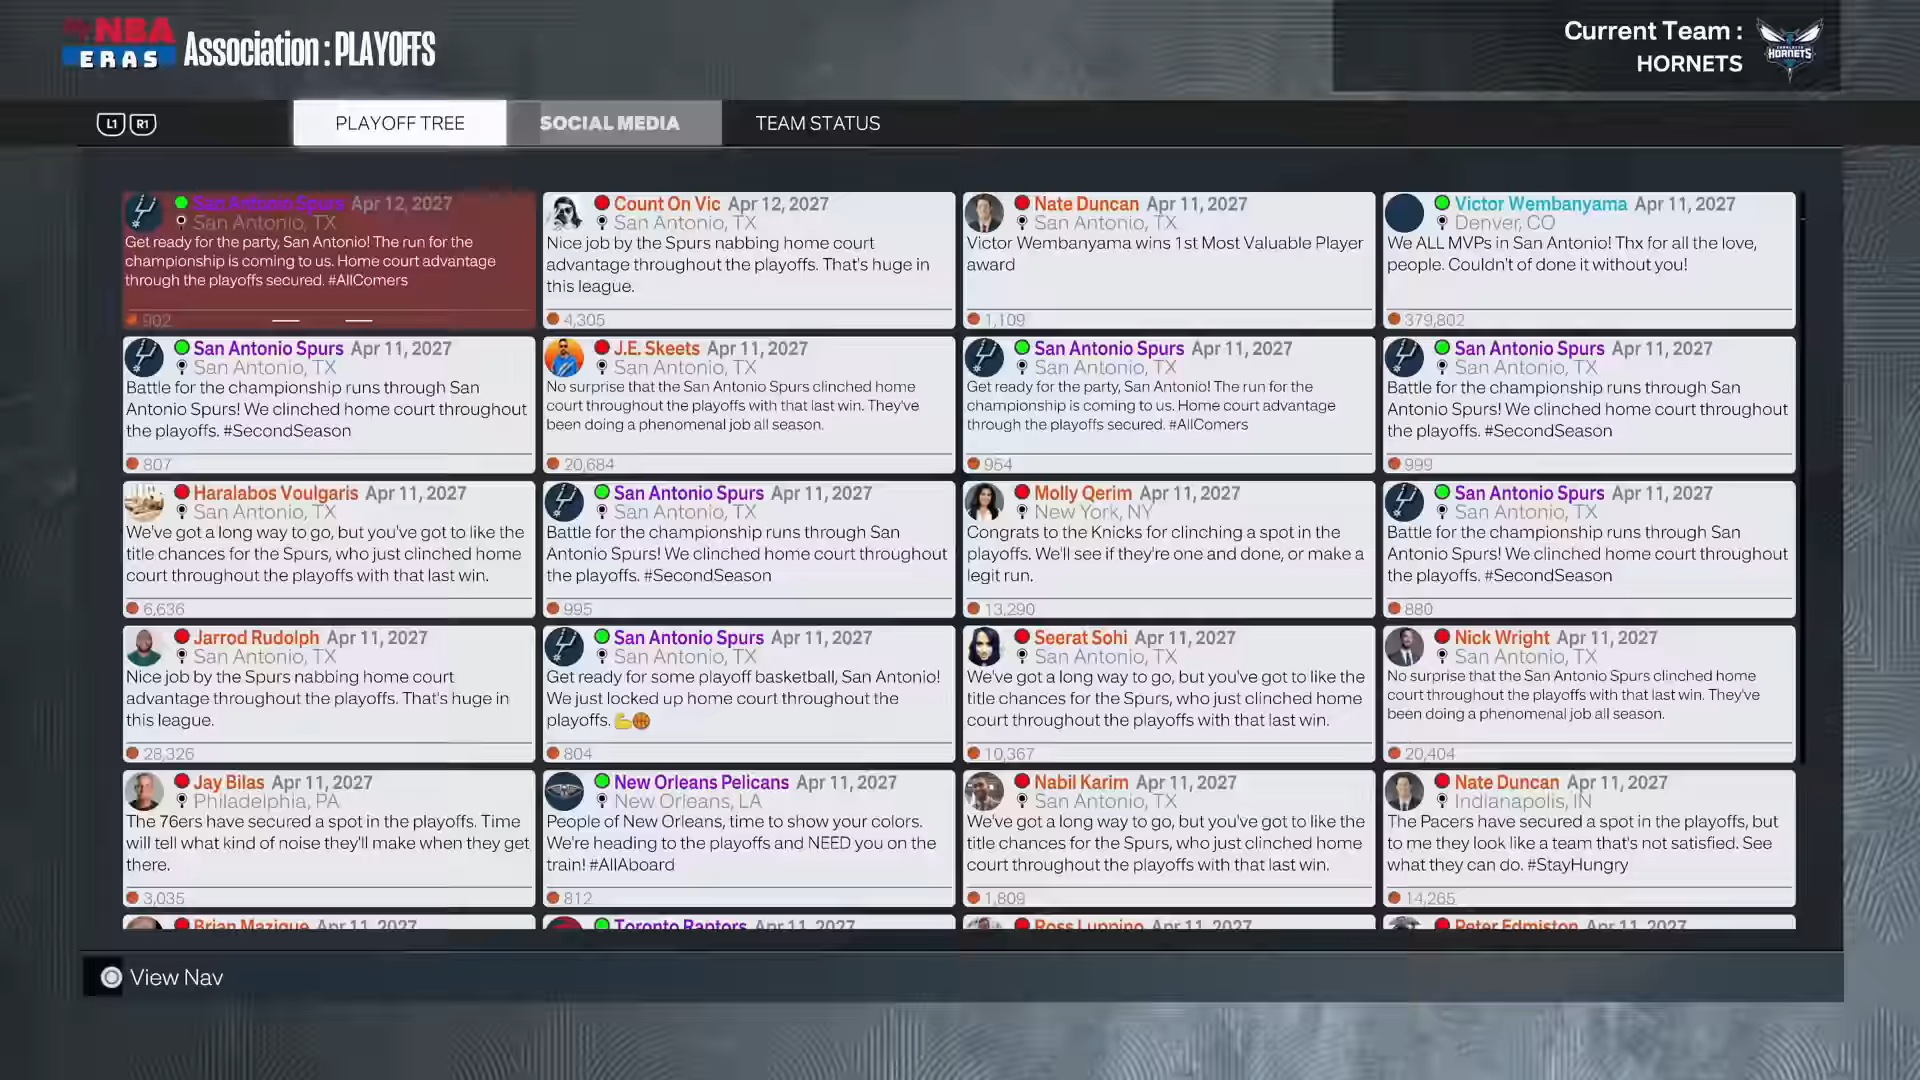 My NBA
ERAS
Association : PLAYOFFS
Current Team :
HORNETS
HORNETS
L1 R1
PLAYOFF TREE
SOCIAL MEDIA
TEAM STATUS
San Antonio Spurs Apr 12, 2027
San Antonio, TX
Get ready for the party, San Antonio! The run for the
championship is coming to us. Home court advantage
through the playoffs secured. #AllComers
902
Count On Vic Apr 12, 2027
San Antonio, TX
Nice job by the Spurs nabbing home court
advantage throughout the playoffs. That's huge in
this league.
4,305
Nate Duncan Apr 11, 2027
San Antonio, TX
Victor Wembanyama wins 1st Most Valuable Player
award
1,109
Victor Wembanyama Apr 11, 2027
Denver, CO
We ALL MVPs in San Antonio! Thx for all the love,
people. Couldn't of done it without you!
379,802
San Antonio Spurs Apr 11, 2027
San Antonio, TX
Battle for the championship runs through San
Antonio Spurs! We clinched home court throughout
the playoffs. #SecondSeason
807
J.E. Skeets Apr 11, 2027
San Antonio, TX
No surprise that the San Antonio Spurs clinched home
court throughout the playoffs with that last win. They've
been doing a phenomenal job all season.
20,684
San Antonio Spurs Apr 11, 2027
San Antonio, TX
Get ready for the party, San Antonio! The run for the
championship is coming to us. Home court advantage
through the playoffs secured. #AllComers
954
San Antonio Spurs Apr 11, 2027
San Antonio, TX
Battle for the championship runs through San
Antonio Spurs! We clinched home court throughout
the playoffs. #SecondSeason
999
Haralabos Voulgaris Apr 11, 2027
San Antonio, TX
We've got a long way to go, but you've got to like the
title chances for the Spurs, who just clinched home
court throughout the playoffs with that last win.
6,636
San Antonio Spurs Apr 11, 2027
San Antonio, TX
Battle for the championship runs through San
Antonio Spurs! We clinched home court throughout
the playoffs. #SecondSeason
995
Molly Qerim Apr 11, 2027
New York, NY
Congrats to the Knicks for clinching a spot in the
playoffs. We'll see if they're one and done, or make a
legit run.
13,290
San Antonio Spurs Apr 11, 2027
San Antonio, TX
Battle for the championship runs through San
Antonio Spurs! We clinched home court throughout
the playoffs. #SecondSeason
880
Jarrod Rudolph Apr 11, 2027
San Antonio, TX
Nice job by the Spurs nabbing home court
advantage throughout the playoffs. That's huge in
this league.
28,326
San Antonio Spurs Apr 11, 2027
San Antonio, TX
Get ready for some playoff basketball, San Antonio!
We just locked up home court throughout the
playoffs. 💪🏀
804
Seerat Sohi Apr 11, 2027
San Antonio, TX
We've got a long way to go, but you've got to like the
title chances for the Spurs, who just clinched home
court throughout the playoffs with that last win.
10,367
Nick Wright Apr 11, 2027
San Antonio, TX
No surprise that the San Antonio Spurs clinched home
court throughout the playoffs with that last win. They've
been doing a phenomenal job all season.
20,404
Jay Bilas Apr 11, 2027
Philadelphia, PA
The 76ers have secured a spot in the playoffs. Time
will tell what kind of noise they'll make when they get
there.
3,035
New Orleans Pelicans Apr 11, 2027
New Orleans, LA
People of New Orleans, time to show your colors.
We're heading to the playoffs and NEED you on the
train! #AllAboard
812
Nabil Karim Apr 11, 2027
San Antonio, TX
We've got a long way to go, but you've got to like the
title chances for the Spurs, who just clinched home
court throughout the playoffs with that last win.
1,809
Nate Duncan Apr 11, 2027
Indianapolis, IN
The Pacers have secured a spot in the playoffs, but
to me they look like a team that's not satisfied. See
what they can do. #StayHungry
14,265
Brian Mazique Apr 11, 2027
Toronto Raptors Apr 11, 2027
Ross Luppino Apr 11, 2027
Peter Edmiston Apr 11, 2027
View Nav